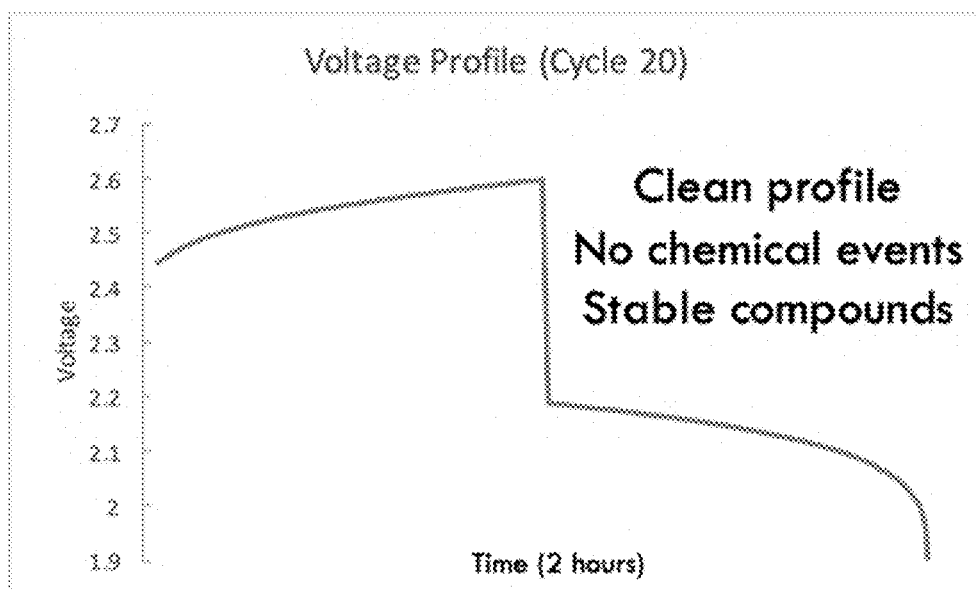 Voltage Profile (Cycle 20)
2.7
2.6
2.5
2.4
2.3
2.2
2.1
2
1.9
Voltage
Clean profile
No chemical events
Stable compounds
Time (2 hours)